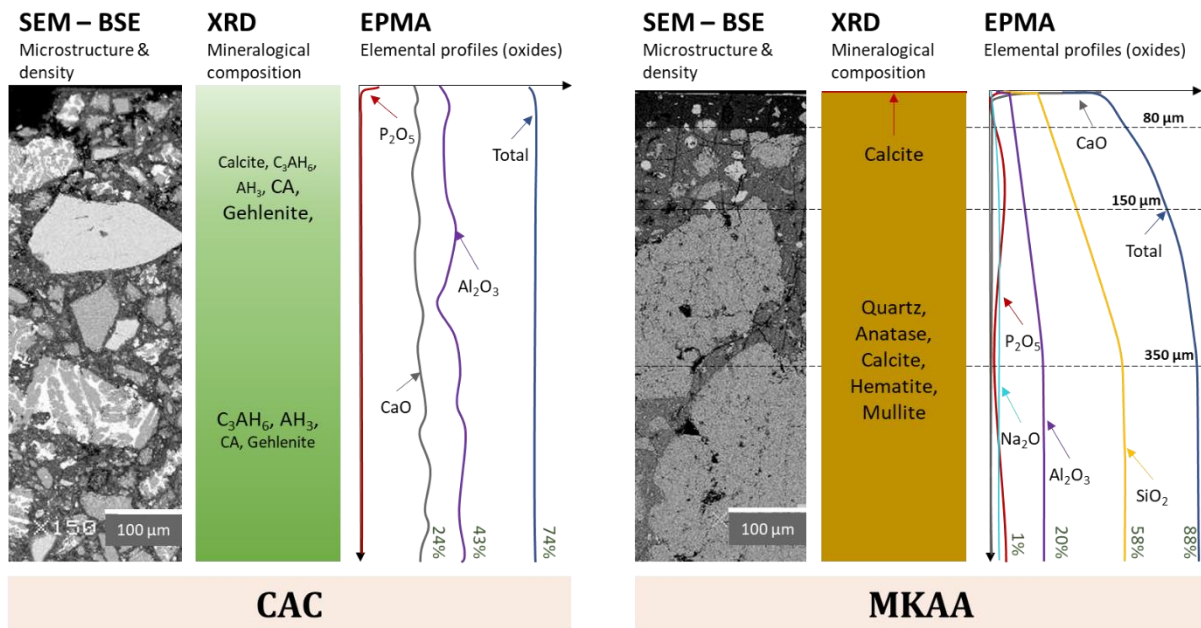 SEM – BSE
Microstructure &
density
XRD
Mineralogical
composition
EPMA
Elemental profiles (oxides)
P₂O₅
Total
Calcite, C₃AH₆,
AH₃, CA,
Gehlenite,
Al₂O₃
CaO
C₃AH₆, AH₃,
CA, Gehlenite
×150
100 µm
24%
43%
74%
CAC
SEM – BSE
Microstructure &
density
XRD
Mineralogical
composition
EPMA
Elemental profiles (oxides)
80 µm
CaO
Calcite
150 µm
Total
Quartz,
Anatase,
Calcite,
Hematite,
Mullite
P₂O₅
350 µm
Na₂O
Al₂O₃
SiO₂
100 µm
1%
20%
58%
88%
MKAA